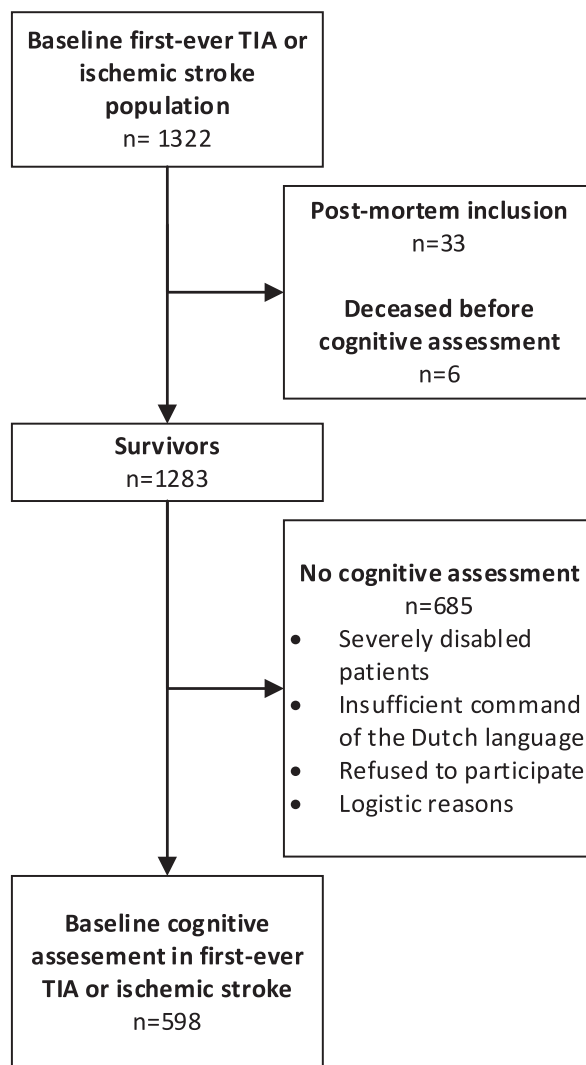 Baseline first-ever TIA or
ischemic stroke
population
n= 1322
Post-mortem inclusion
n=33
Deceased before
cognitive assessment
n=6
Survivors
n=1283
No cognitive assessment
n=685
• Severely disabled
patients
• Insufficient command
of the Dutch language
• Refused to participate
• Logistic reasons
Baseline cognitive
assesement in first-ever
TIA or ischemic stroke
n=598